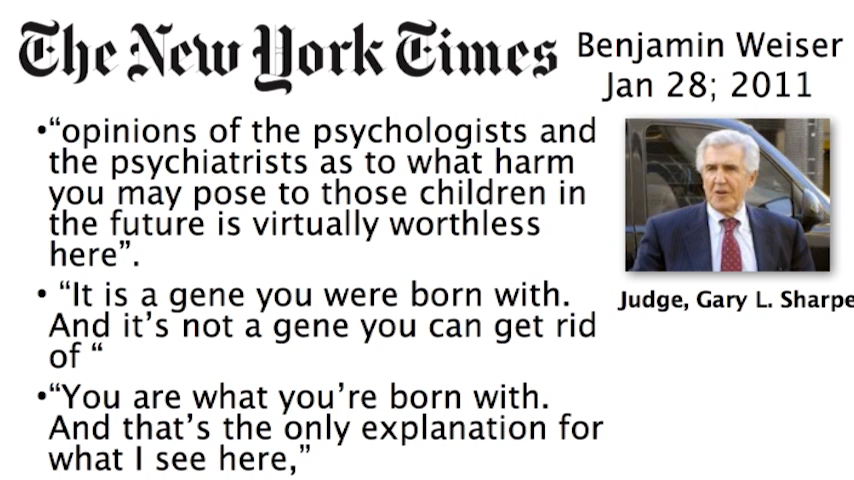 The New York Times
Benjamin Weiser
Jan 28; 2011
•“opinions of the psychologists and
the psychiatrists as to what harm
you may pose to those children in
the future is virtually worthless
here”.
• “It is a gene you were born with.
And it’s not a gene you can get rid
of “
•“You are what you’re born with.
And that’s the only explanation for
what I see here,”
Judge, Gary L. Sharpe